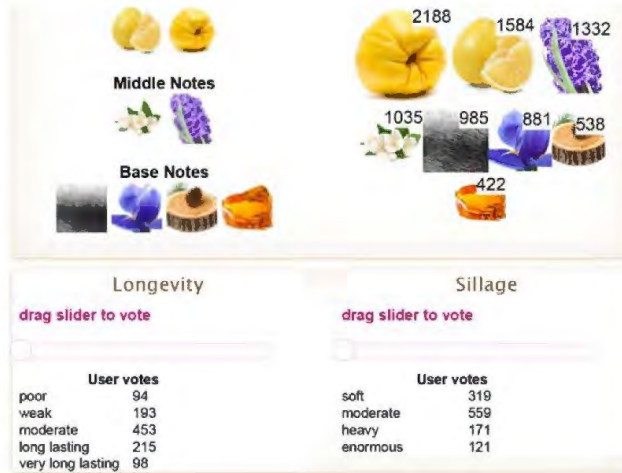 2188
1584
1332
Middle Notes
1035
985
881
538
Base Notes
422
Longevity
drag slider to vote
User votes
poor 94
weak 193
moderate 453
long lasting 215
very long lasting 98
Sillage
drag slider to vote
User votes
soft 319
moderate 559
heavy 171
enormous 121